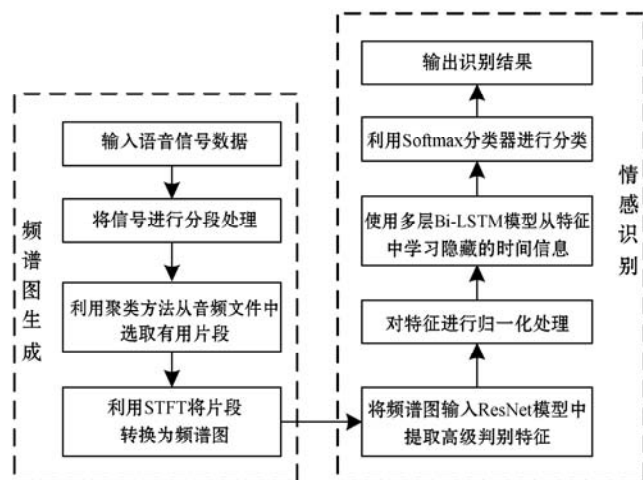 频谱图生成
输入语音信号数据
将信号进行分段处理
利用聚类方法从音频文件中
选取有用片段
利用STFT将片段
转换为频谱图
情感识别
输出识别结果
利用Softmax分类器进行分类
使用多层Bi-LSTM模型从特征
中学习隐藏的时间信息
对特征进行归一化处理
将频谱图输入ResNet模型中
提取高级判别特征